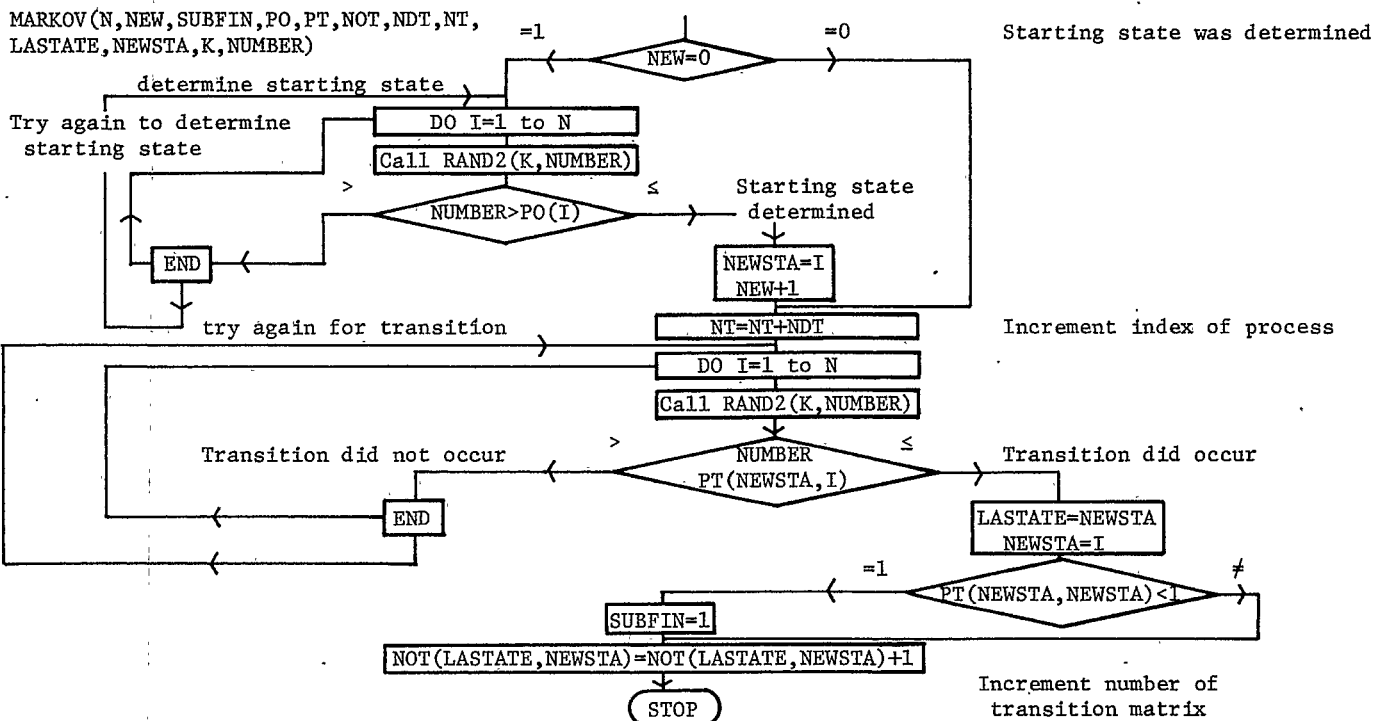 MARKOV(N,NEW,SUBFIN,PO,PT,NOT,NDT,NT,
LASTATE,NEWSTA,K,NUMBER)
=1
=0
Starting state was determined
NEW=0
determine starting state
Try again to determine
starting state
DO I=1 to N
Call RAND2(K,NUMBER)
>
≤
NUMBER>PO(I)
Starting state
determined
END
NEWSTA=I
NEW+1
try again for transition
NT=NT+NDT
Increment index of process
DO I=1 to N
Call RAND2(K,NUMBER)
>
≤
Transition did not occur
NUMBER
PT(NEWSTA,I)
Transition did occur
END
LASTATE=NEWSTA
NEWSTA=I
=1
≠
PT(NEWSTA,NEWSTA)<1
SUBFIN=1
NOT(LASTATE,NEWSTA)=NOT(LASTATE,NEWSTA)+1
Increment number of
transition matrix
STOP